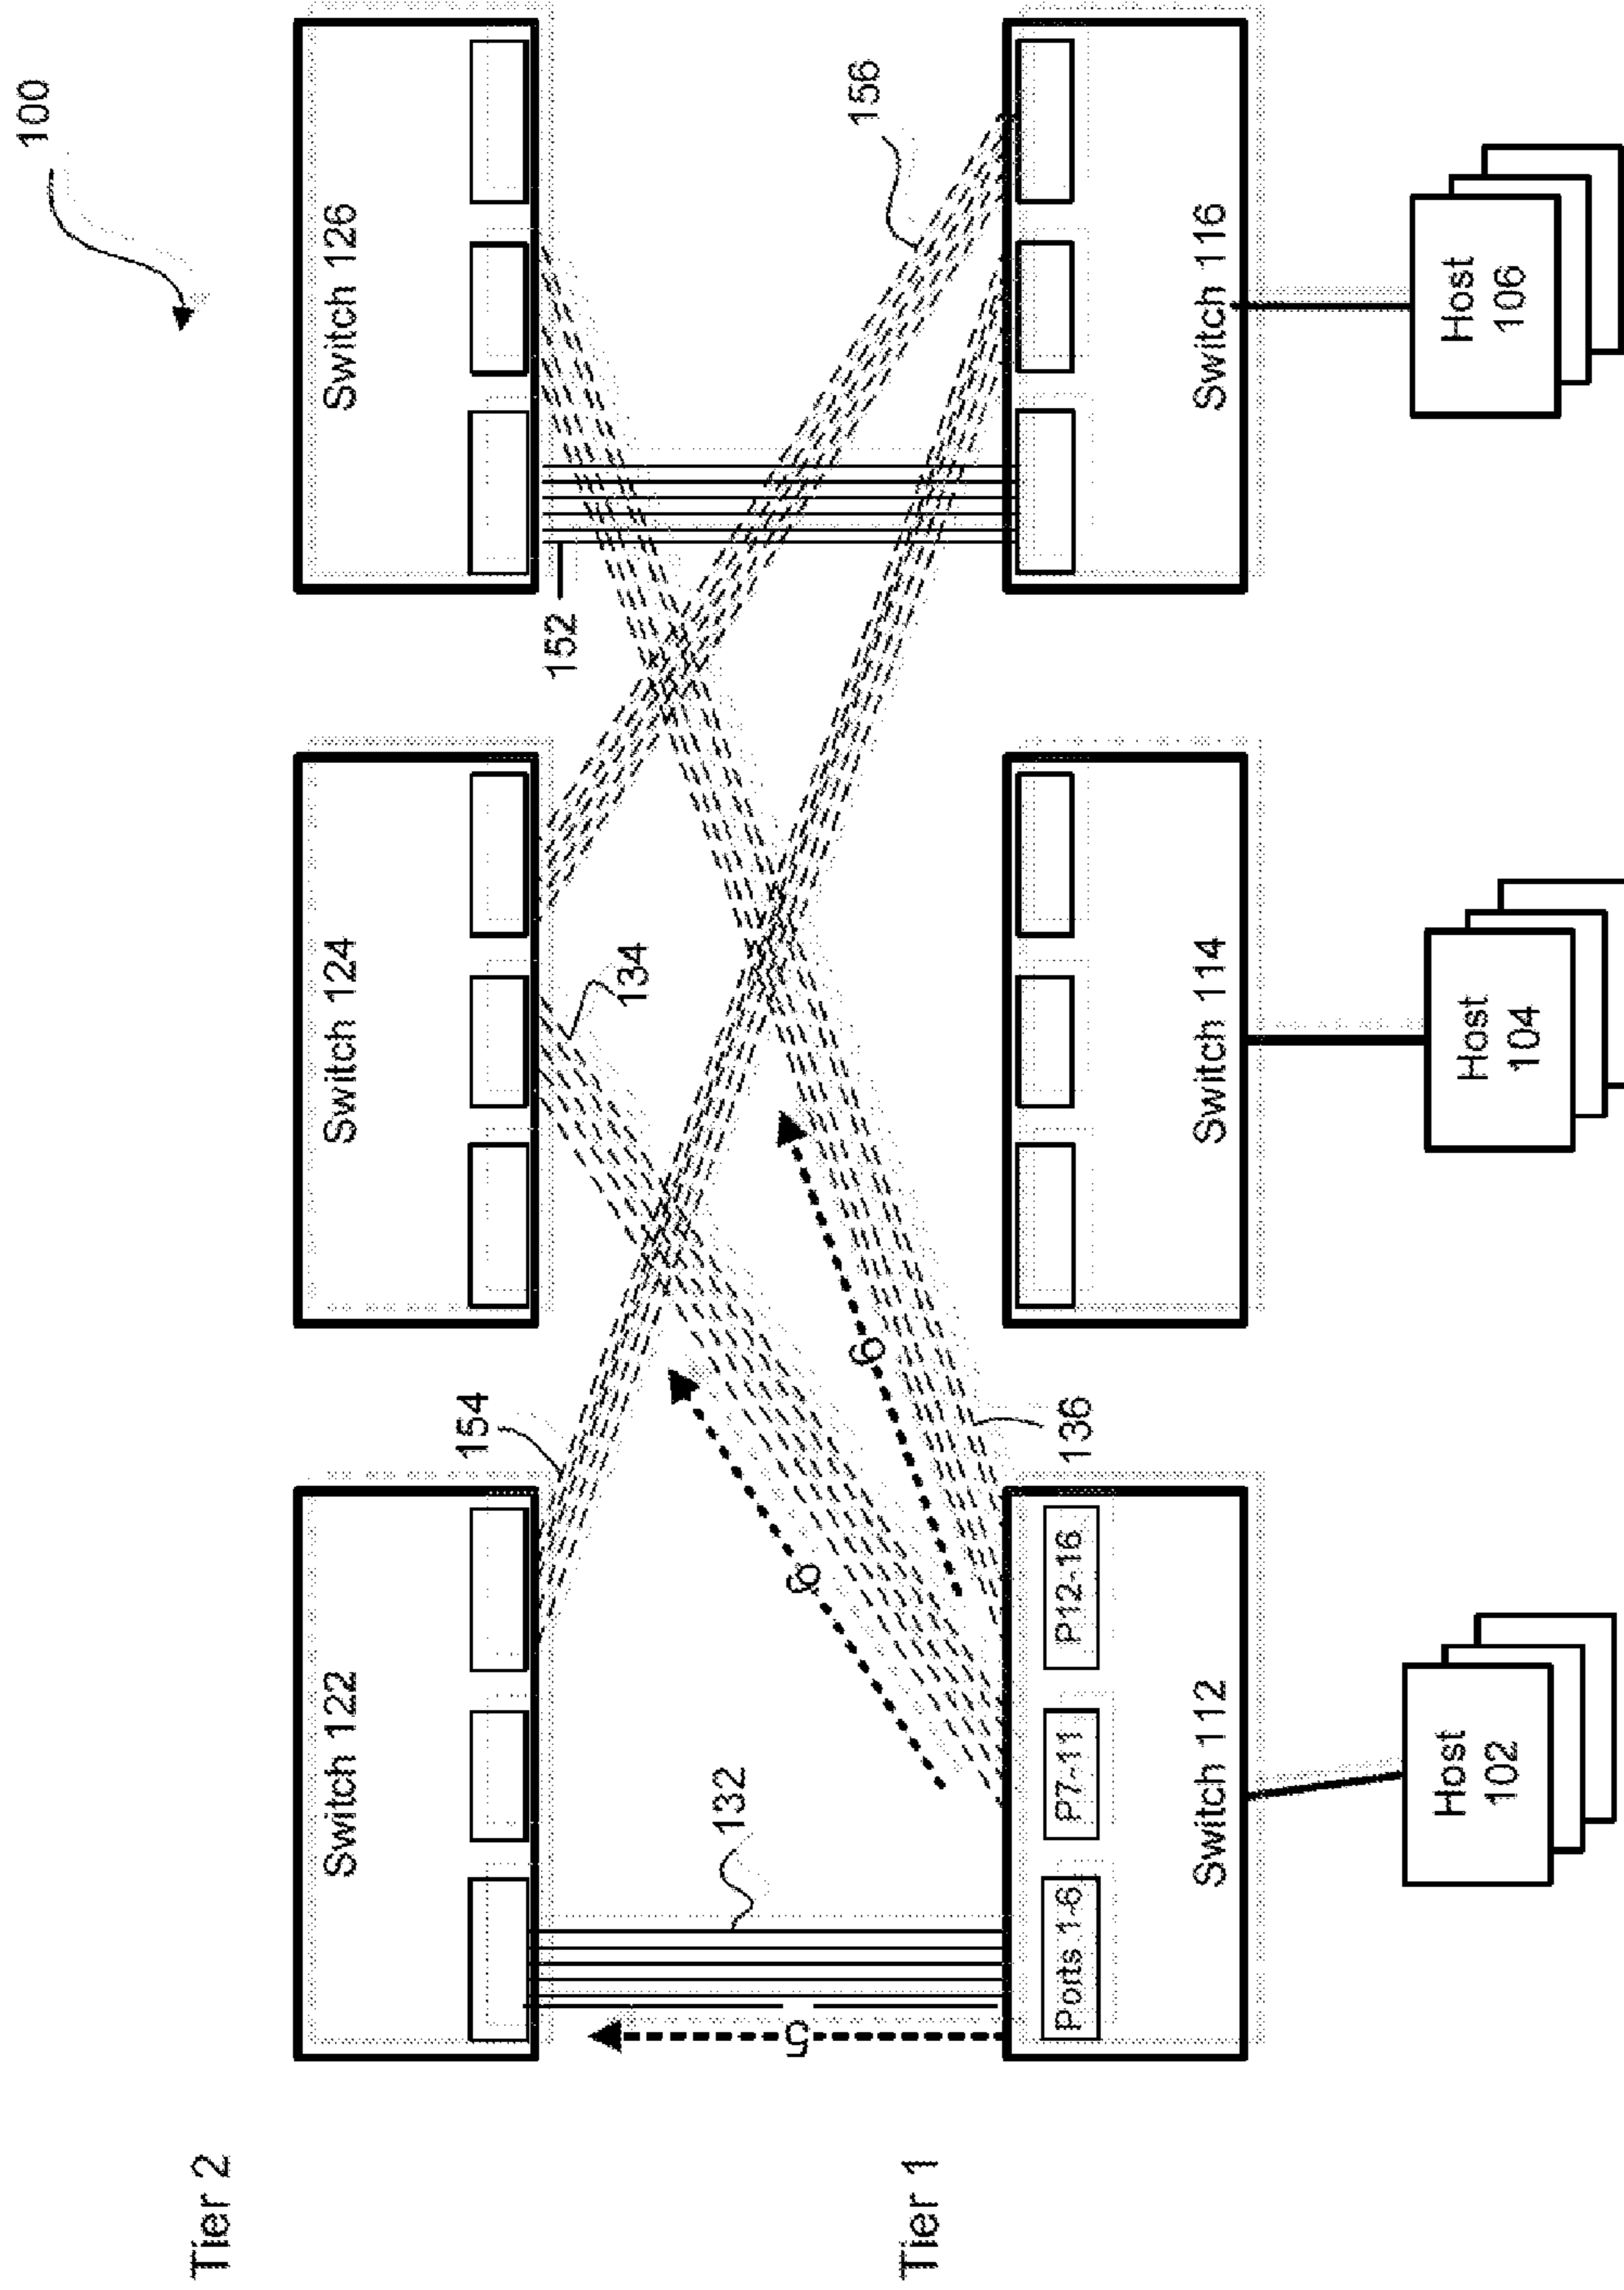 100
Tier 2
Switch 122
Switch 124
Switch 126
154
152
134
132
5
6
6
156
Tier 1
136
Ports 1-6
P7-11
P12-16
Switch 112
Switch 114
Switch 116
Host
102
Host
104
Host
106